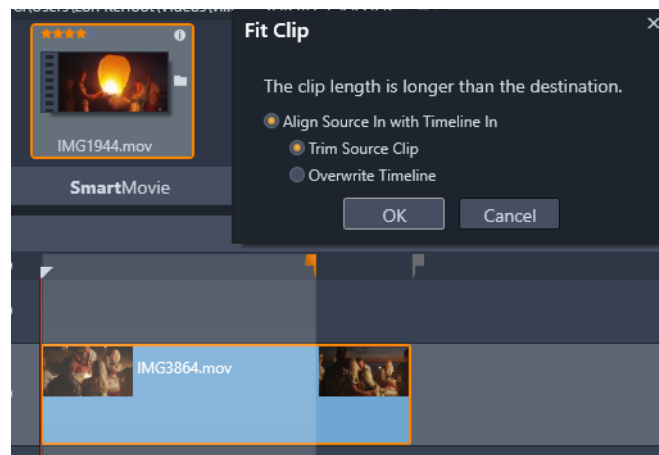 Fit Clip
The clip length is longer than the destination.
Align Source In with Timeline In
Trim Source Clip
Overwrite Timeline
OK
Cancel
IMG1944.mov
SmartMovie
IMG3864.mov